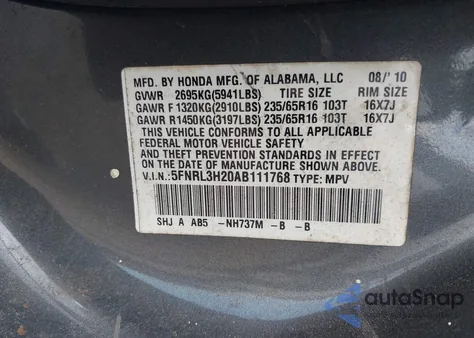 MFD. BY HONDA MFG. OF ALABAMA, LLC 08/'10
GVWR 2695KG(5941LBS) TIRE SIZE RIM SIZE
GAWR F 1320KG(2910LBS) 235/65R16 103T 16X7J
GAWR R 1450KG(3197LBS) 235/65R16 103T 16X7J
THIS VEHICLE CONFORMS TO ALL APPLICABLE
FEDERAL MOTOR VEHICLE SAFETY
AND THEFT PREVENTION STANDARDS IN EFFECT
ON THE DATE OF MANUFACTURE SHOWN ABOVE.
V.I.N.: 5FNRL3H20AB111768 TYPE: MPV
SHJ A AB5 -NH737M -B -B
autoSnap